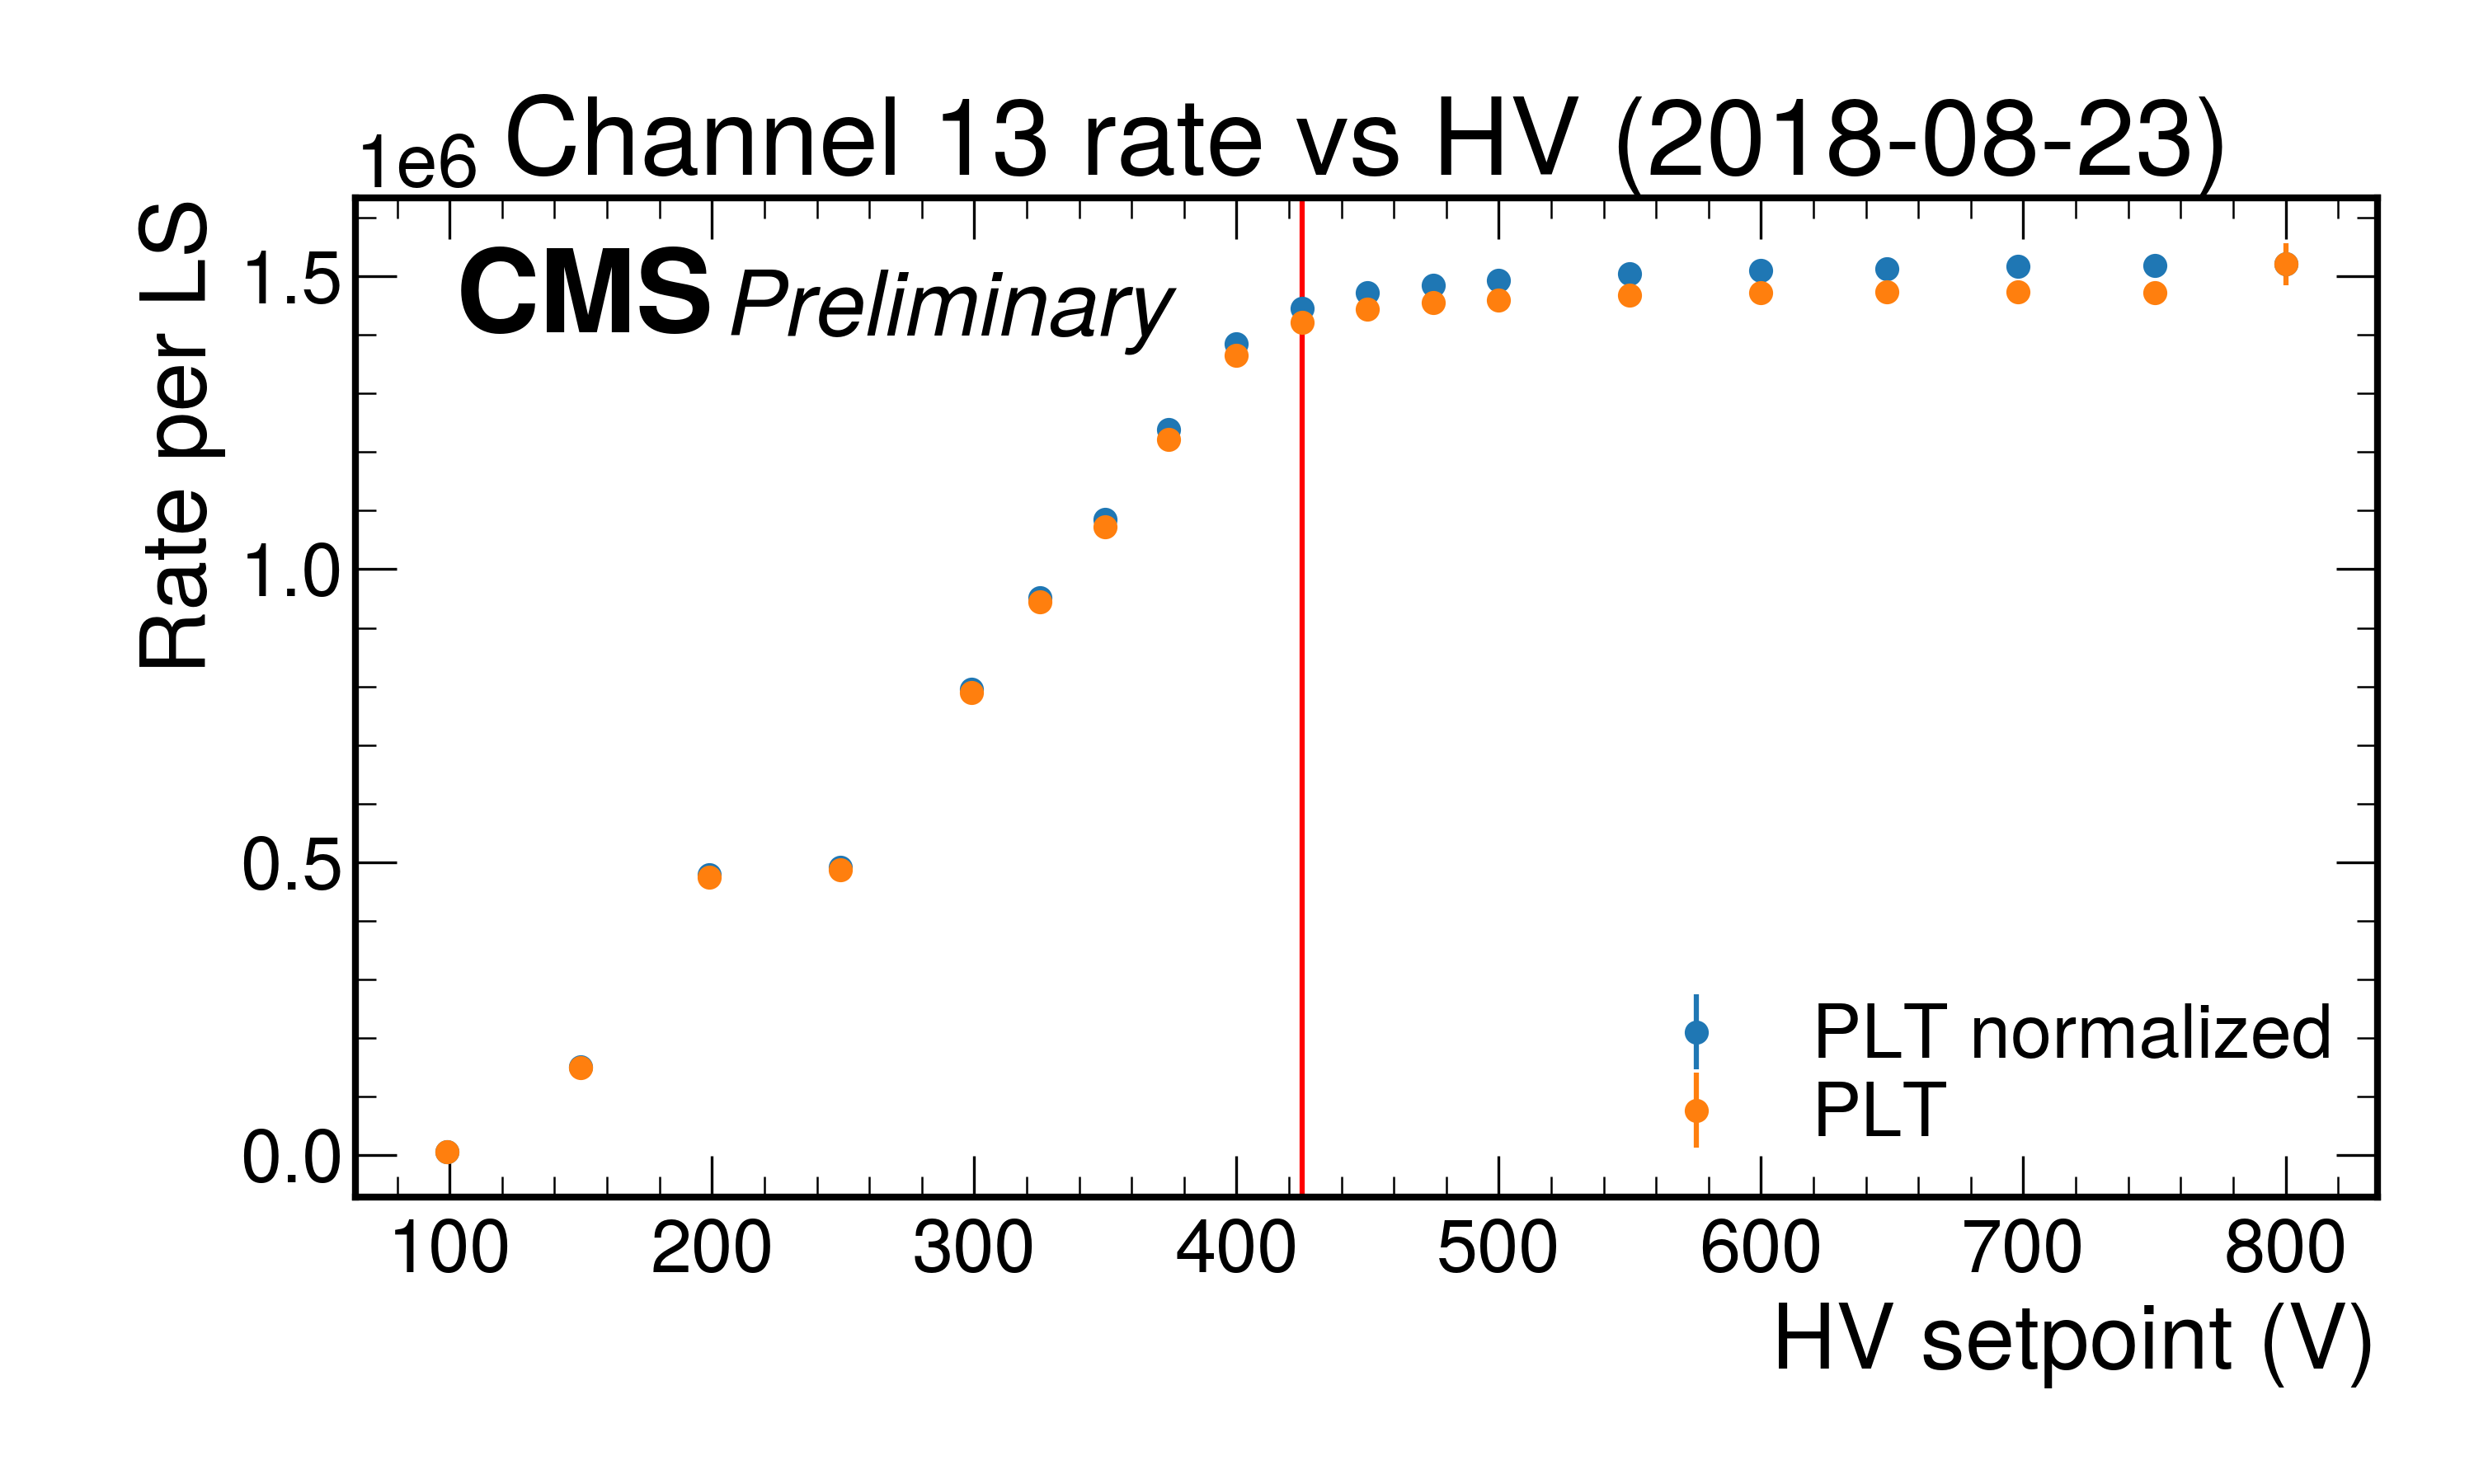 1e6 Channel 13 rate vs HV (2018-08-23)
CMS Preliminary
Rate per LS
1.5
1.0
0.5
0.0
PLT normalized
PLT
100 200 300 400 500 600 700 800
HV setpoint (V)